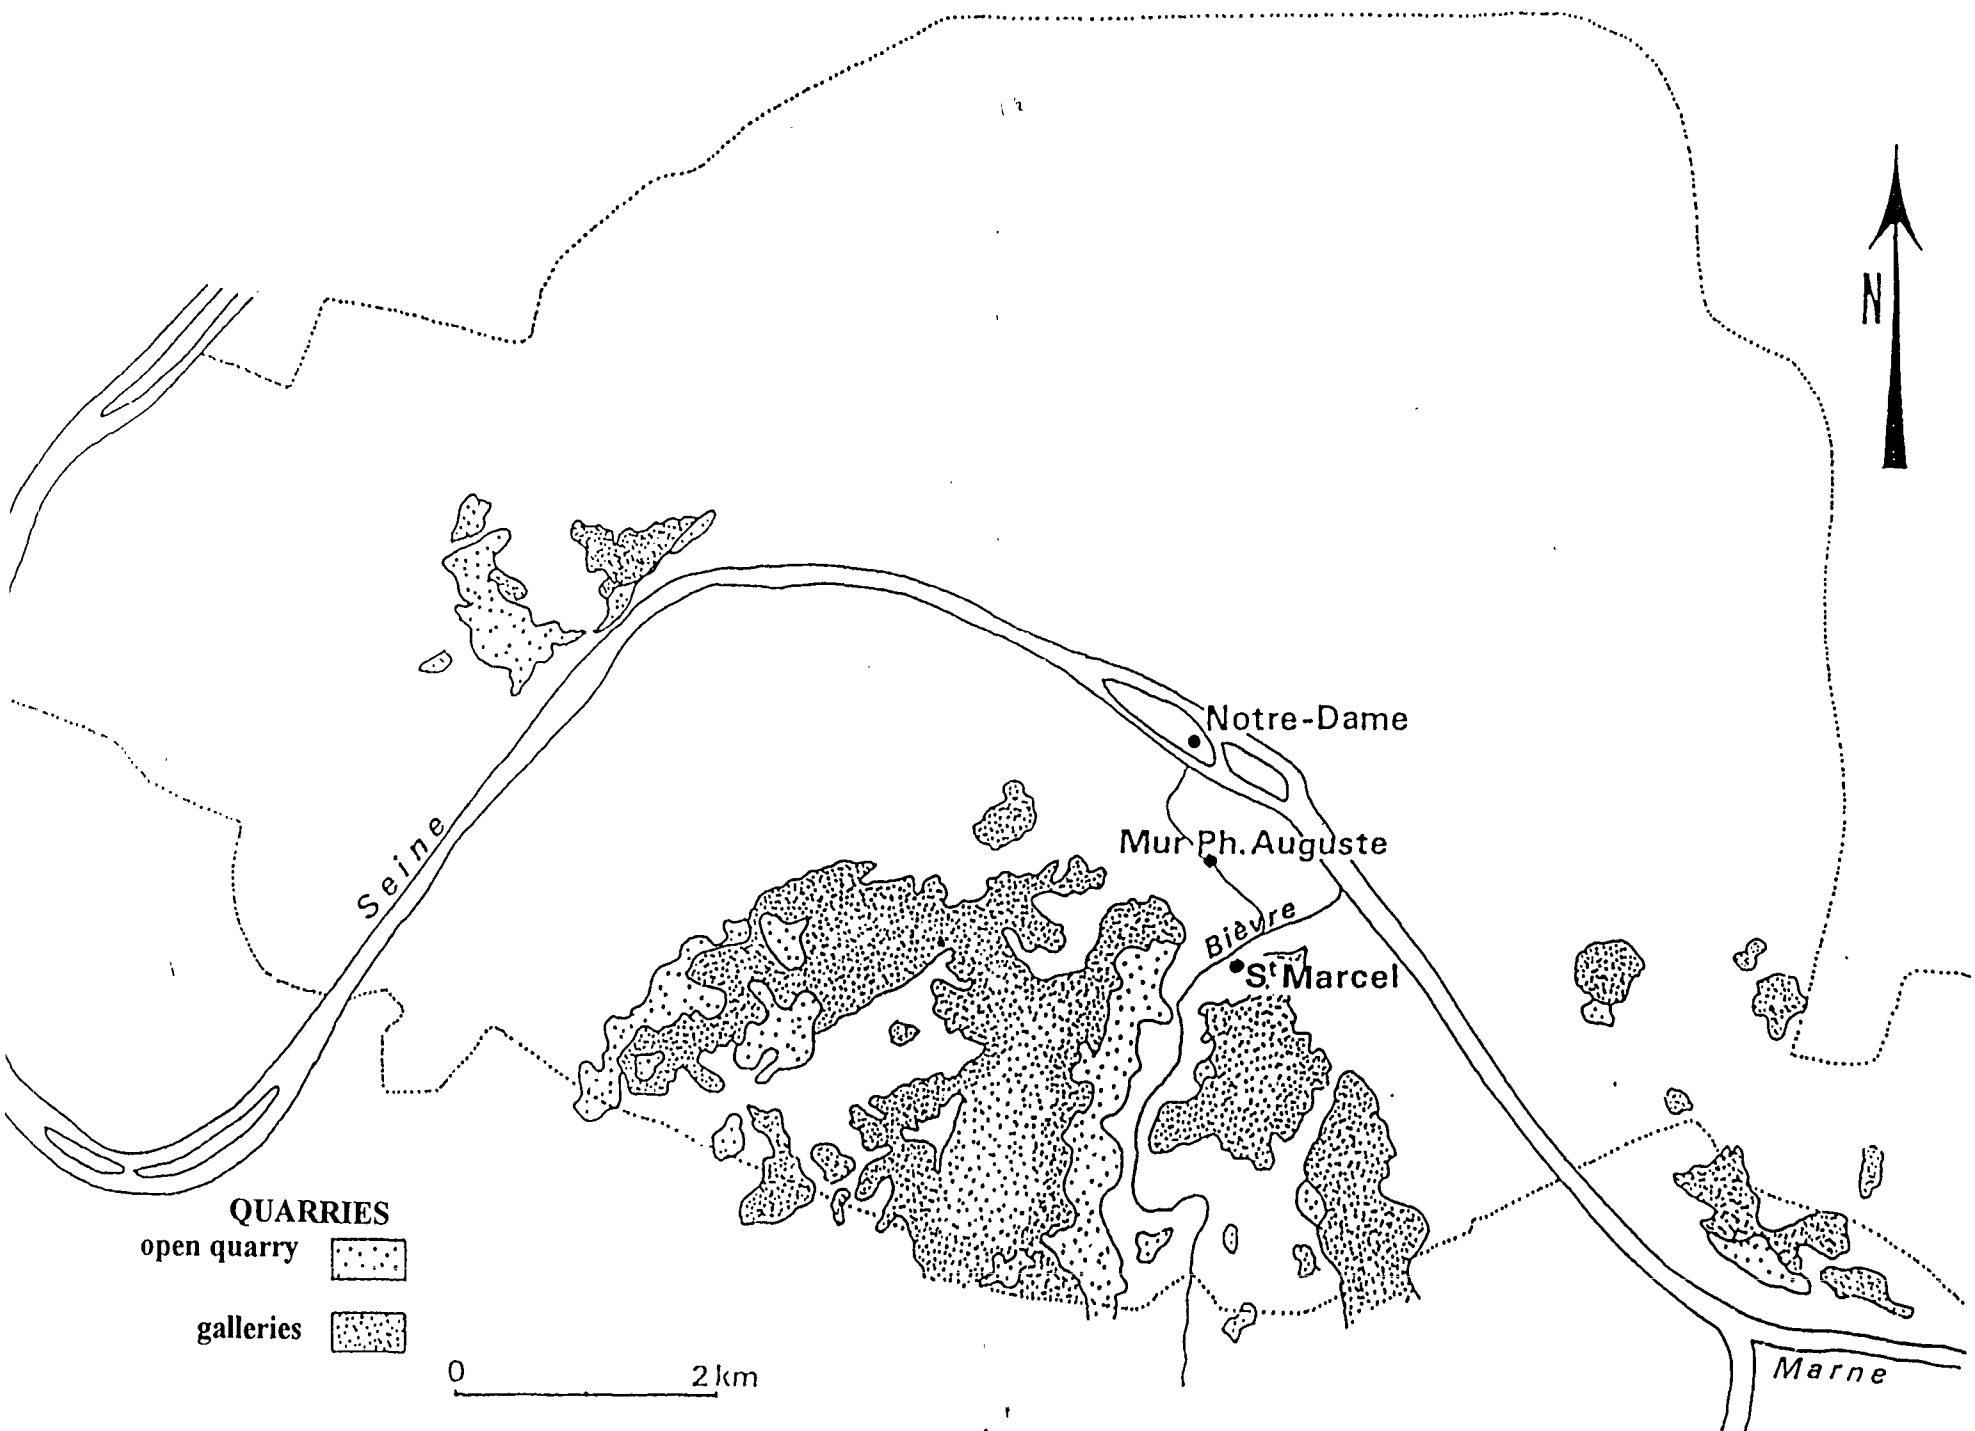 N
Notre-Dame
Mur Ph. Auguste
Seine
Bièvre
St Marcel
QUARRIES
open quarry
galleries
0 2 km
Marne